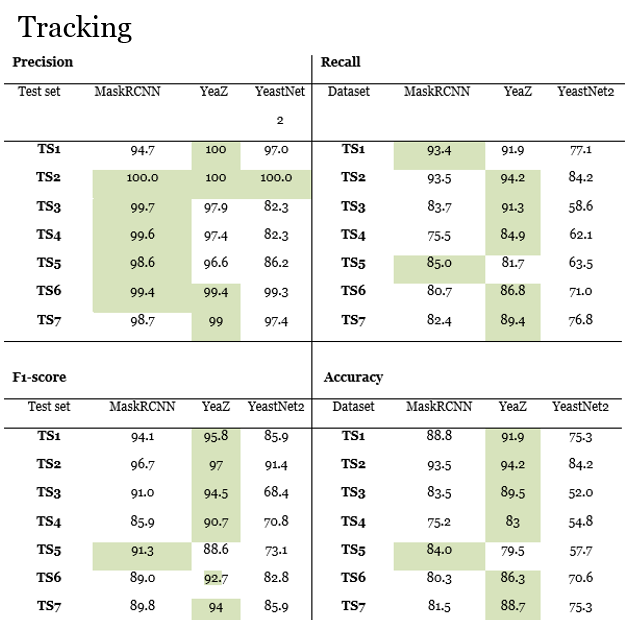 Tracking
Precision
Test set MaskRCNN YeaZ YeastNet
2
TS1 94.7 100 97.0
TS2 100.0 100 100.0
TS3 99.7 97.9 82.3
TS4 99.6 97.4 82.3
TS5 98.6 96.6 86.2
TS6 99.4 99.4 99.3
TS7 98.7 99 97.4
Recall
Dataset MaskRCNN YeaZ YeastNet2
TS1 93.4 91.9 77.1
TS2 93.5 94.2 84.2
TS3 83.7 91.3 58.6
TS4 75.5 84.9 62.1
TS5 85.0 81.7 63.5
TS6 80.7 86.8 71.0
TS7 82.4 89.4 76.8
F1-score
Test set MaskRCNN YeaZ YeastNet2
TS1 94.1 95.8 85.9
TS2 96.7 97 91.4
TS3 91.0 94.5 68.4
TS4 85.9 90.7 70.8
TS5 91.3 88.6 73.1
TS6 89.0 92.7 82.8
TS7 89.8 94 85.9
Accuracy
Dataset MaskRCNN YeaZ YeastNet2
TS1 88.8 91.9 75.3
TS2 93.5 94.2 84.2
TS3 83.5 89.5 52.0
TS4 75.2 83 54.8
TS5 84.0 79.5 57.7
TS6 80.3 86.3 70.6
TS7 81.5 88.7 75.3